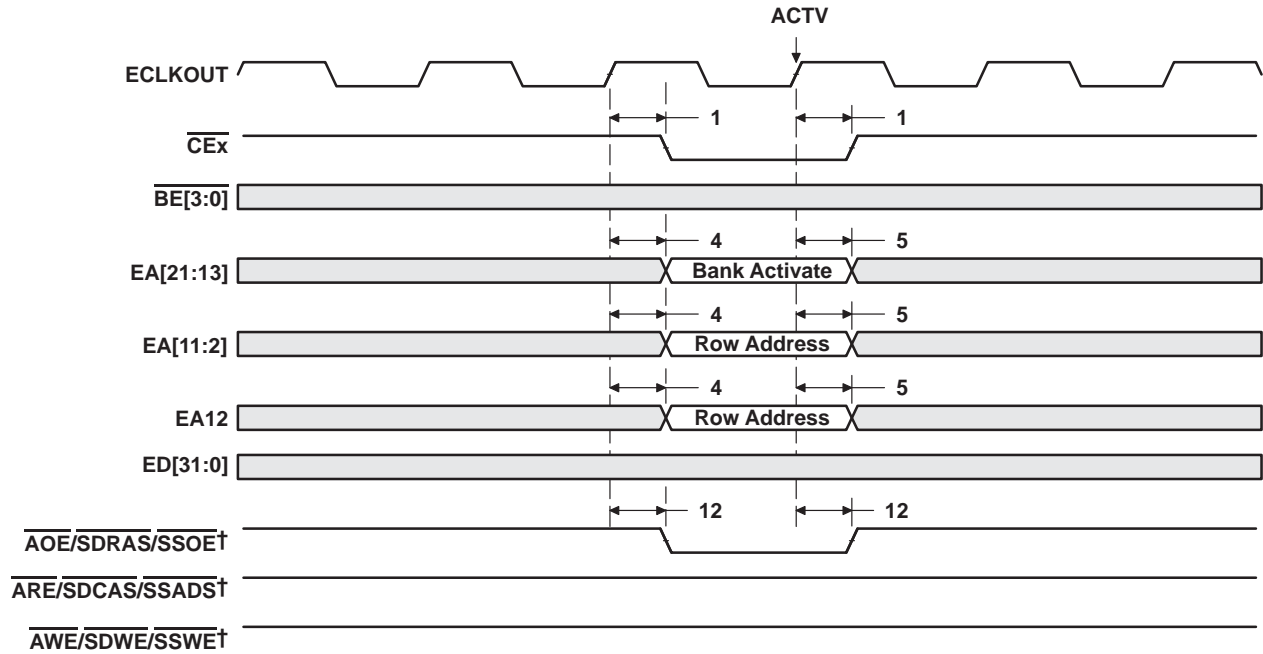 ACTV
ECLKOUT
1 1
CEx
BE[3:0]
4 5
EA[21:13] Bank Activate
4 5
EA[11:2] Row Address
4 5
EA12 Row Address
ED[31:0]
12 12
AOE/SDRAS/SSOE†
ARE/SDCAS/SSADS†
AWE/SDWE/SSWE†